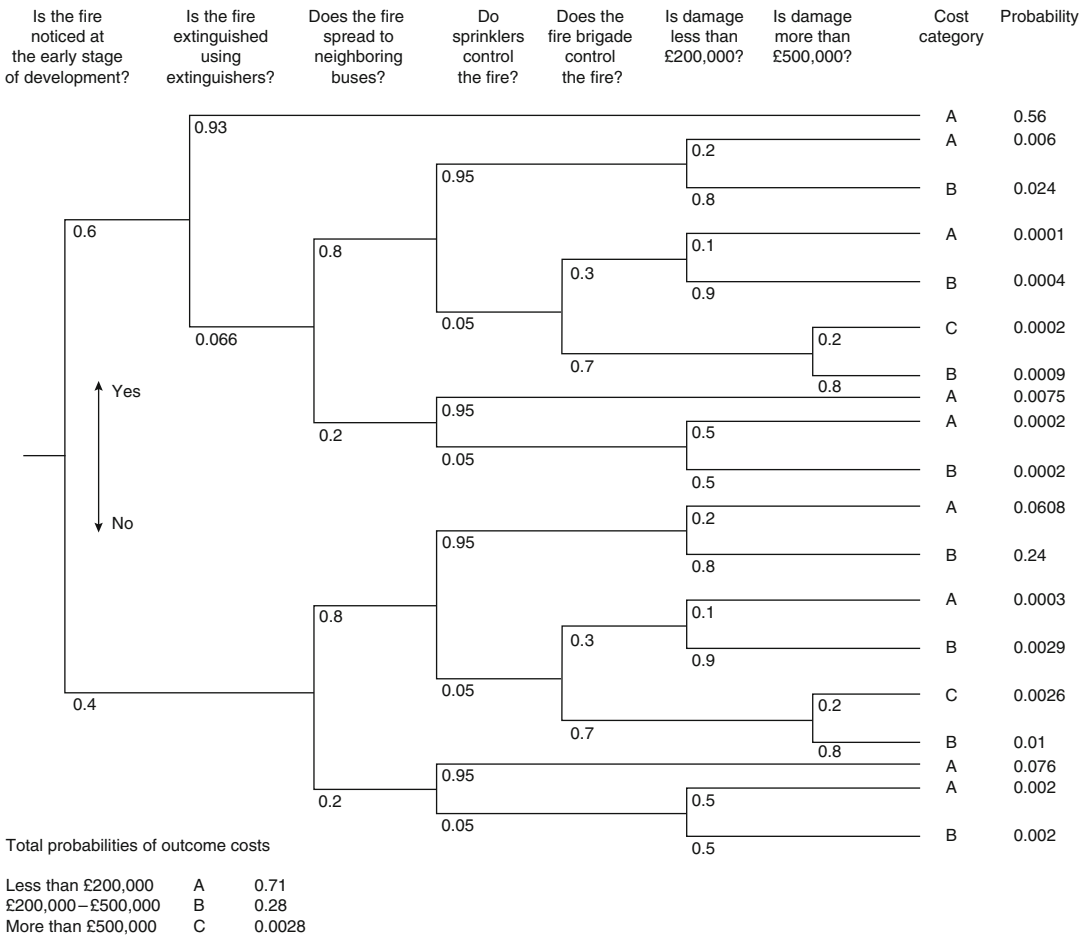 Is the fire
noticed at
the early stage
of development?
Is the fire
extinguished
using
extinguishers?
Does the fire
spread to
neighboring
buses?
Do
sprinklers
control
the fire?
Does the
fire brigade
control
the fire?
Is damage
less than
£200,000?
Is damage
more than
£500,000?
Cost
category
Probability
0.93
A 0.56
0.2
A 0.006
0.95
0.8
B 0.024
0.6
0.8
0.1
A 0.0001
0.3
0.9
B 0.0004
0.05
0.066
0.2
C 0.0002
0.7
0.8
B 0.0009
Yes
0.95
A 0.0075
0.2
0.5
A 0.0002
0.05
0.5
B 0.0002
No
0.2
A 0.0608
0.95
0.8
B 0.24
0.8
0.1
A 0.0003
0.3
0.9
B 0.0029
0.05
0.4
0.2
C 0.0026
0.7
0.8
B 0.01
0.95
A 0.076
0.2
0.5
A 0.002
0.05
0.5
B 0.002
Total probabilities of outcome costs
Less than £200,000 A 0.71
£200,000–£500,000 B 0.28
More than £500,000 C 0.0028